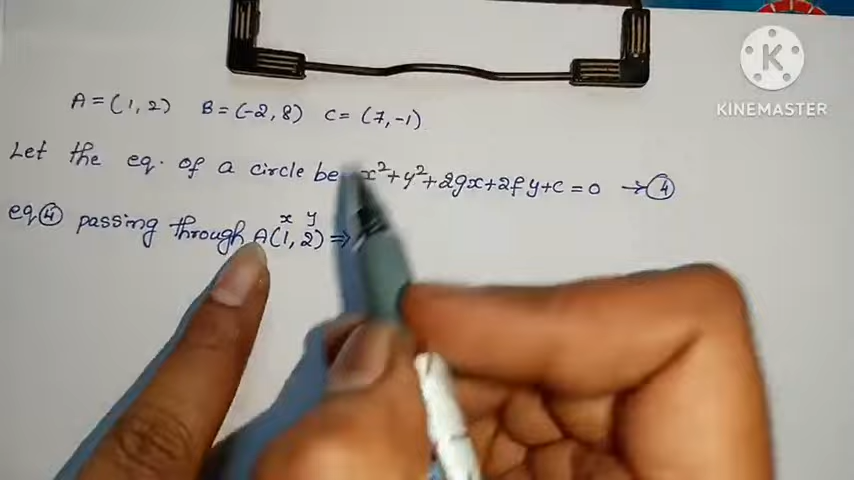 A = (1, 2) B = (-2, 8) C = (7, -1)
Let the eq. of a circle be x²+y²+2gx+2fy+c = 0 → ④
x y
eq ④ passing through A(1, 2) ⇒
K
KINEMASTER